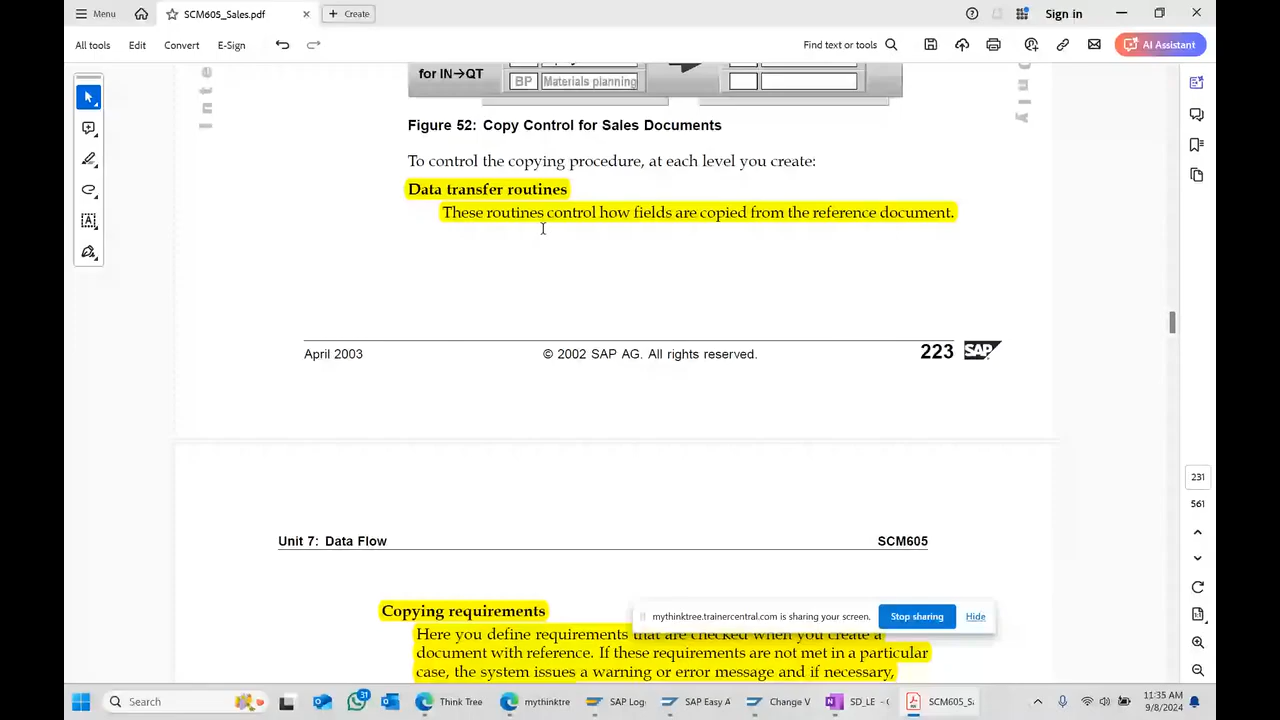 Menu
SCM605_Sales.pdf
Create
Sign in
All tools
Edit
Convert
E-Sign
Find text or tools
AI Assistant
for IN→QT
BP
Materials planning
Figure 52: Copy Control for Sales Documents
To control the copying procedure, at each level you create:
Data transfer routines
These routines control how fields are copied from the reference document.
April 2003
© 2002 SAP AG. All rights reserved.
223
SAP
231
561
Unit 7: Data Flow
SCM605
Copying requirements
mythinktree.trainercentral.com is sharing your screen.
Stop sharing
Hide
Here you define requirements that are checked when you create a
document with reference. If these requirements are not met in a particular
case, the system issues a warning or error message and if necessary,
Search
31
Think Tree
mythinktre
SAP Log
SAP Easy A
Change V
SD_LE - C
SCM605_Sa
11:35 AM
9/8/2024